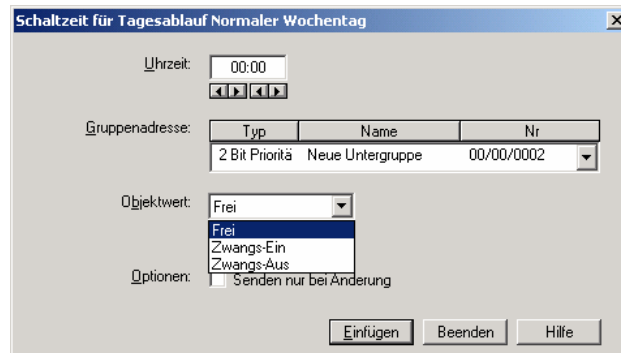 Schaltzeit für Tagesablauf Normaler Wochentag
Uhrzeit: 00:00
Gruppenadresse: Typ Name Nr
2 Bit Prioritä Neue Untergruppe 00/00/0002
Objektwert: Frei
Frei
Zwangs-Ein
Zwangs-Aus
Optionen: Senden nur bei Änderung
Einfügen Beenden Hilfe